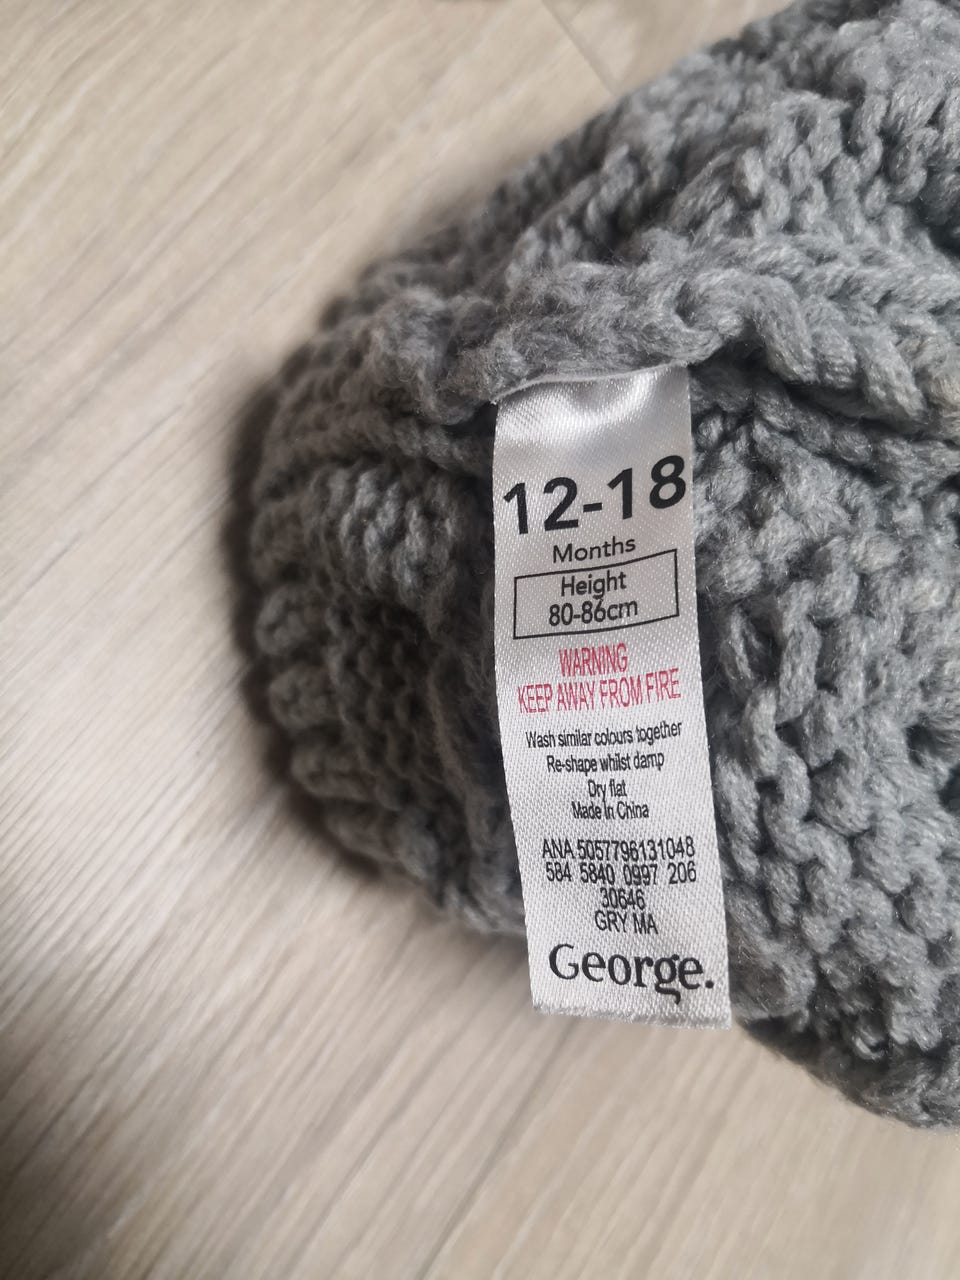 12-18
Months
Height
80-86cm
WARNING
KEEP AWAY FROM FIRE
Wash similar colours together
Re-shape whilst damp
Dry flat
Made In China
ANA 5057796131048
584 5840 0997 206
30646
GRY MA
George.